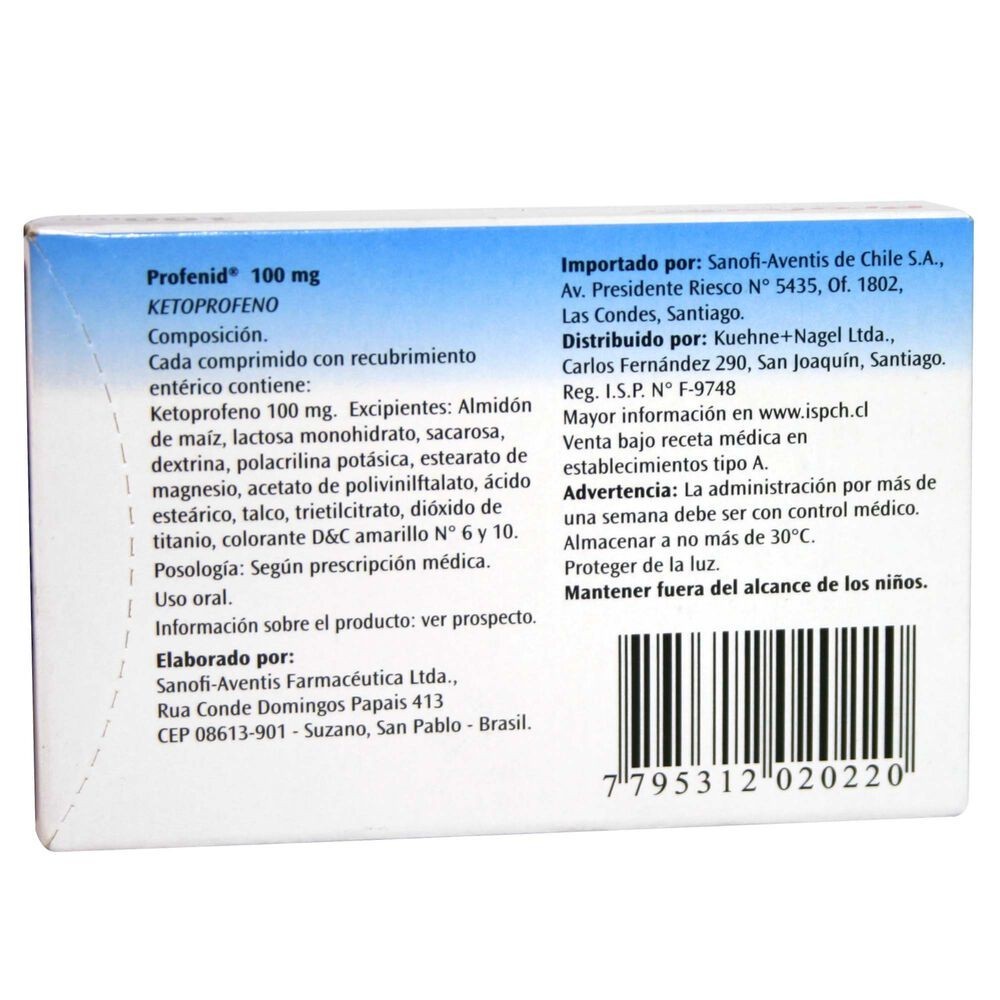 Profenid® 100 mg
KETOPROFENO
Composición.
Cada comprimido con recubrimiento
entérico contiene:
Ketoprofeno 100 mg. Excipientes: Almidón
de maíz, lactosa monohidrato, sacarosa,
dextrina, polacrilina potásica, estearato de
magnesio, acetato de polivinilftalato, ácido
esteárico, talco, trietilcitrato, dióxido de
titanio, colorante D&C amarillo N° 6 y 10.
Posología: Según prescripción médica.
Uso oral.
Información sobre el producto: ver prospecto.
Elaborado por:
Sanofi-Aventis Farmacéutica Ltda.,
Rua Conde Domingos Papais 413
CEP 08613-901 - Suzano, San Pablo - Brasil.
Importado por: Sanofi-Aventis de Chile S.A.,
Av. Presidente Riesco N° 5435, Of. 1802,
Las Condes, Santiago.
Distribuido por: Kuehne+Nagel Ltda.,
Carlos Fernández 290, San Joaquín, Santiago.
Reg. I.S.P. N° F-9748
Mayor información en www.ispch.cl
Venta bajo receta médica en
establecimientos tipo A.
Advertencia: La administración por más de
una semana debe ser con control médico.
Almacenar a no más de 30°C.
Proteger de la luz.
Mantener fuera del alcance de los niños.
7 795312 020220